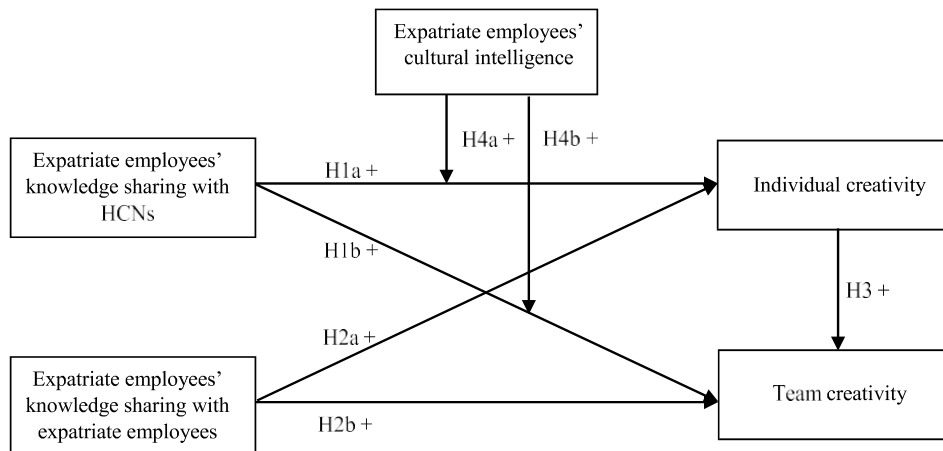 Expatriate employees’
cultural intelligence
H4a +
H4b +
Expatriate employees’
knowledge sharing with
HCNs
H1a +
Individual creativity
H1b +
H3 +
H2a +
Expatriate employees’
knowledge sharing with
expatriate employees
H2b +
Team creativity